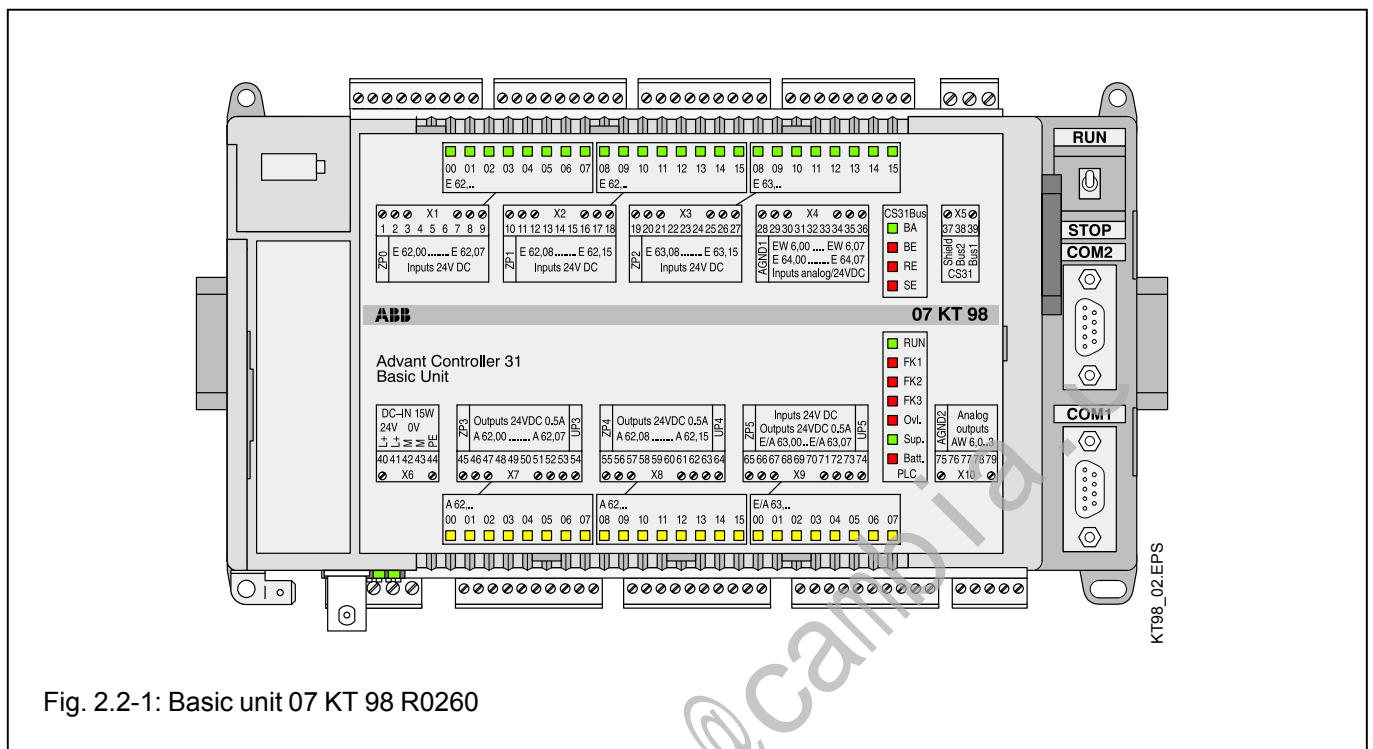 RUN
00 01 02 03 04 05 06 07 08 09 10 11 12 13 14 15 08 09 10 11 12 13 14 15
E 62,.. E 62,.. E 63,..
X1 X2 X3 X4 CS31Bus X5
1 2 3 4 5 6 7 8 9 10 11 12 13 14 15 16 17 18 19 20 21 22 23 24 25 26 27 28 29 30 31 32 33 34 35 36 BA 37 38 39
STOP
COM2
ZP0
E 62,00.......E 62,07
Inputs 24V DC
ZP1
E 62,08.......E 62,15
Inputs 24V DC
ZP2
E 63,08.......E 63,15
Inputs 24V DC
AGND1
EW 6,00 .... EW 6,07
E 64,00.......E 64,07
Inputs analog/24VDC
BE
RE
SE
Shield
Bus2
Bus1
CS31
ABB 07 KT 98
Advant Controller 31
Basic Unit
RUN
FK1
FK2
FK3
Ovl.
Sup.
Batt.
PLC
DC–IN 15W
24V 0V
L+
L+
M
M
PE
40 41 42 43 44
X6
ZP3
Outputs 24VDC 0.5A
A 62,00 ........ A 62,07
UP3
45 46 47 48 49 50 51 52 53 54
X7
ZP4
Outputs 24VDC 0.5A
A 62,08 ....... A 62,15
UP4
55 56 57 58 59 60 61 62 63 64
X8
ZP5
Inputs 24V DC
Outputs 24VDC 0.5A
E/A 63,00..E/A 63,07
UP5
65 66 67 68 69 70 71 72 73 74
X9
AGND2
Analog
outputs
AW 6,0..3
75 76 77 78 79
X10
COM1
A 62,.. A 62,.. E/A 63,..
00 01 02 03 04 05 06 07 08 09 10 11 12 13 14 15 00 01 02 03 04 05 06 07
KT98_02.EPS
Fig. 2.2-1: Basic unit 07 KT 98 R0260